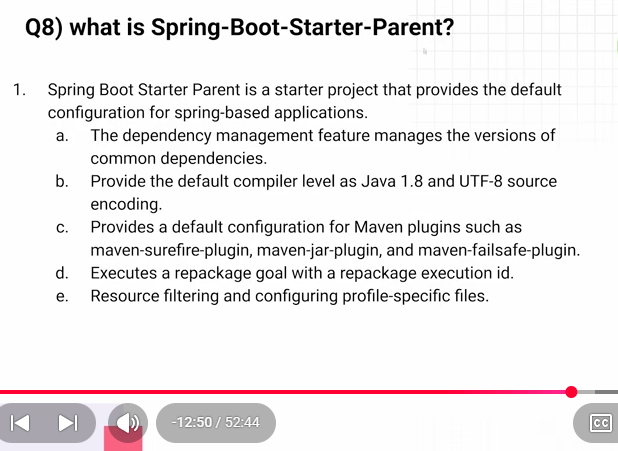 Q8) what is Spring-Boot-Starter-Parent?
1. Spring Boot Starter Parent is a starter project that provides the default
configuration for spring-based applications.
a. The dependency management feature manages the versions of
common dependencies.
b. Provide the default compiler level as Java 1.8 and UTF-8 source
encoding.
c. Provides a default configuration for Maven plugins such as
maven-surefire-plugin, maven-jar-plugin, and maven-failsafe-plugin.
d. Executes a repackage goal with a repackage execution id.
e. Resource filtering and configuring profile-specific files.
-12:50 / 52:44
CC